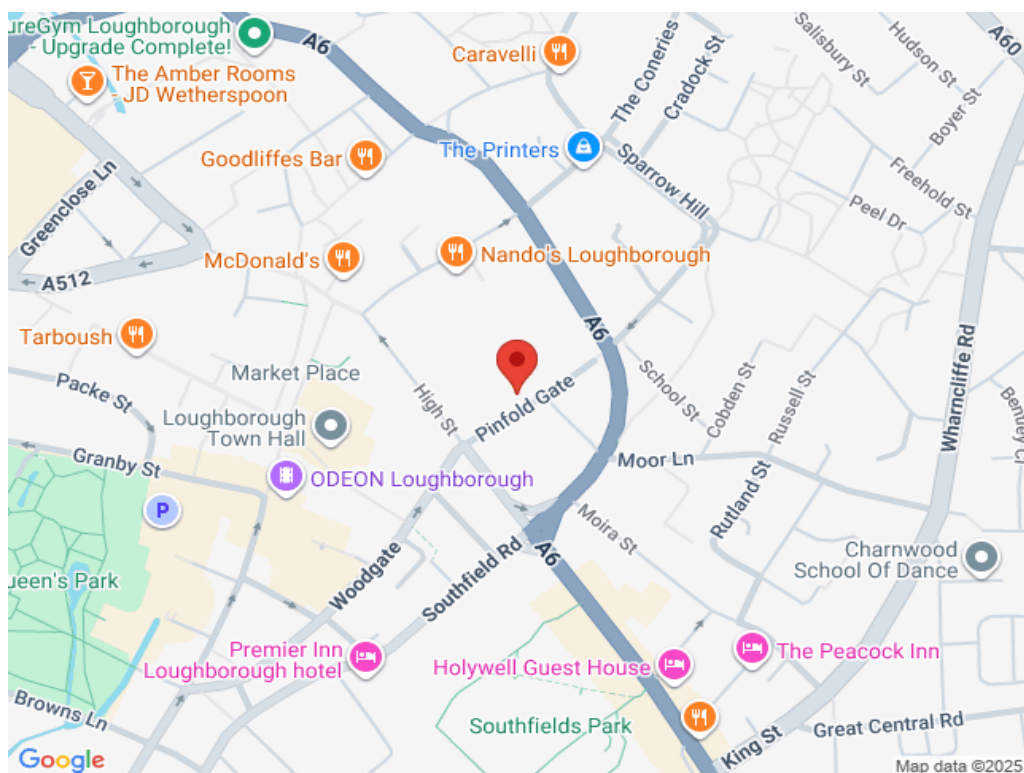 ureGym Loughborough
- Upgrade Complete!
A6
Caravelli
The Coneries
Cradock St
Salisbury St
Hudson St
A60
The Amber Rooms
- JD Wetherspoon
Boyer St
Goodliffes Bar
The Printers
Sparrow Hill
Freehold St
Peel Dr
Greenclose Ln
McDonald's
Nando's Loughborough
A512
A6
Tarboush
Wharncliffe Rd
Market Place
Packe St
High St
Pinfold Gate
School St
Cobden St
Russell St
Loughborough
Town Hall
Granby St
ODEON Loughborough
Moor Ln
P
Rutland St
Moira St
A6
Woodgate
Southfield Rd
Charnwood
School Of Dance
ueen's Park
Premier Inn
Loughborough hotel
Holywell Guest House
The Peacock Inn
Browns Ln
Southfields Park
King St
Great Central Rd
Google
Map data ©2025